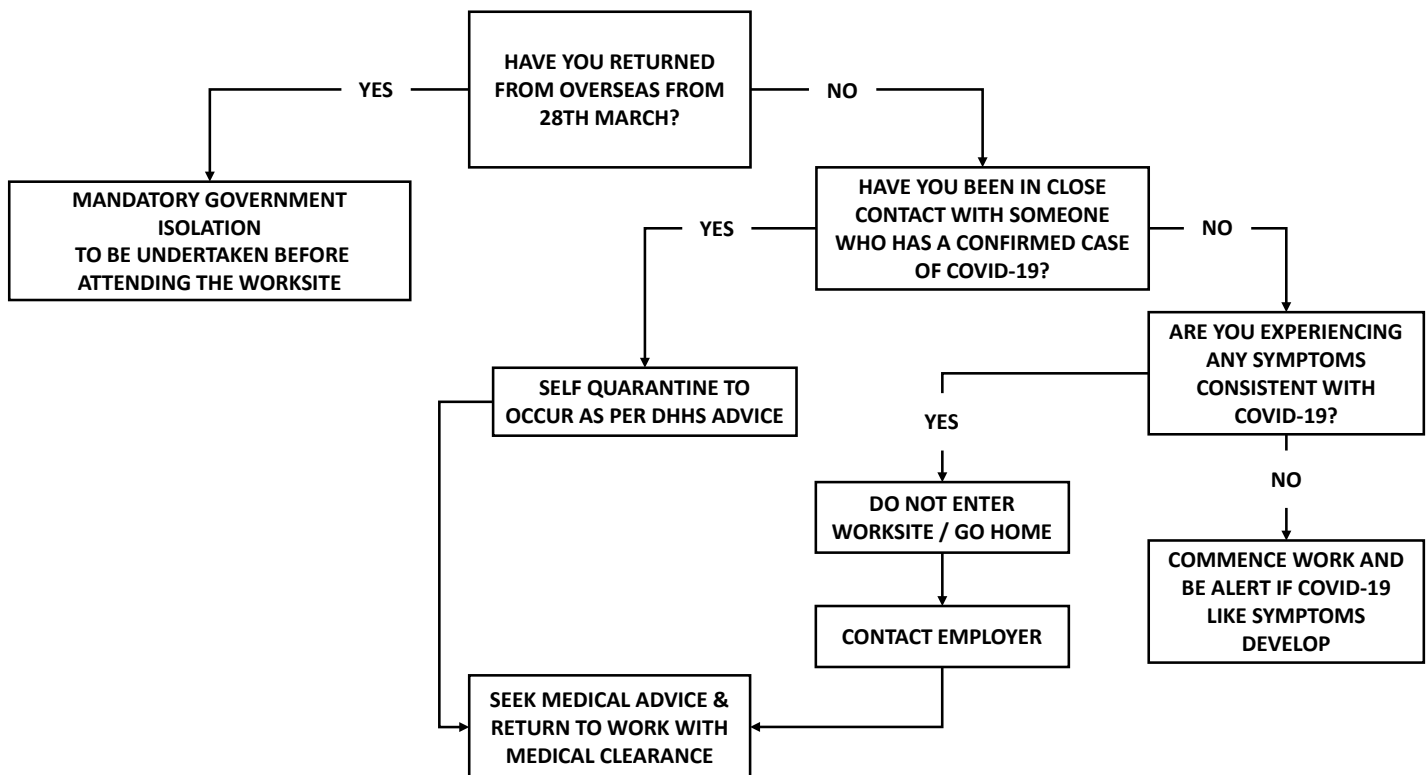 HAVE YOU RETURNED
FROM OVERSEAS FROM
28TH MARCH?
YES
NO
MANDATORY GOVERNMENT
ISOLATION
TO BE UNDERTAKEN BEFORE
ATTENDING THE WORKSITE
HAVE YOU BEEN IN CLOSE
CONTACT WITH SOMEONE
WHO HAS A CONFIRMED CASE
OF COVID-19?
YES
NO
SELF QUARANTINE TO
OCCUR AS PER DHHS ADVICE
ARE YOU EXPERIENCING
ANY SYMPTOMS
CONSISTENT WITH
COVID-19?
YES
NO
DO NOT ENTER
WORKSITE / GO HOME
COMMENCE WORK AND
BE ALERT IF COVID-19
LIKE SYMPTOMS
DEVELOP
CONTACT EMPLOYER
SEEK MEDICAL ADVICE &
RETURN TO WORK WITH
MEDICAL CLEARANCE